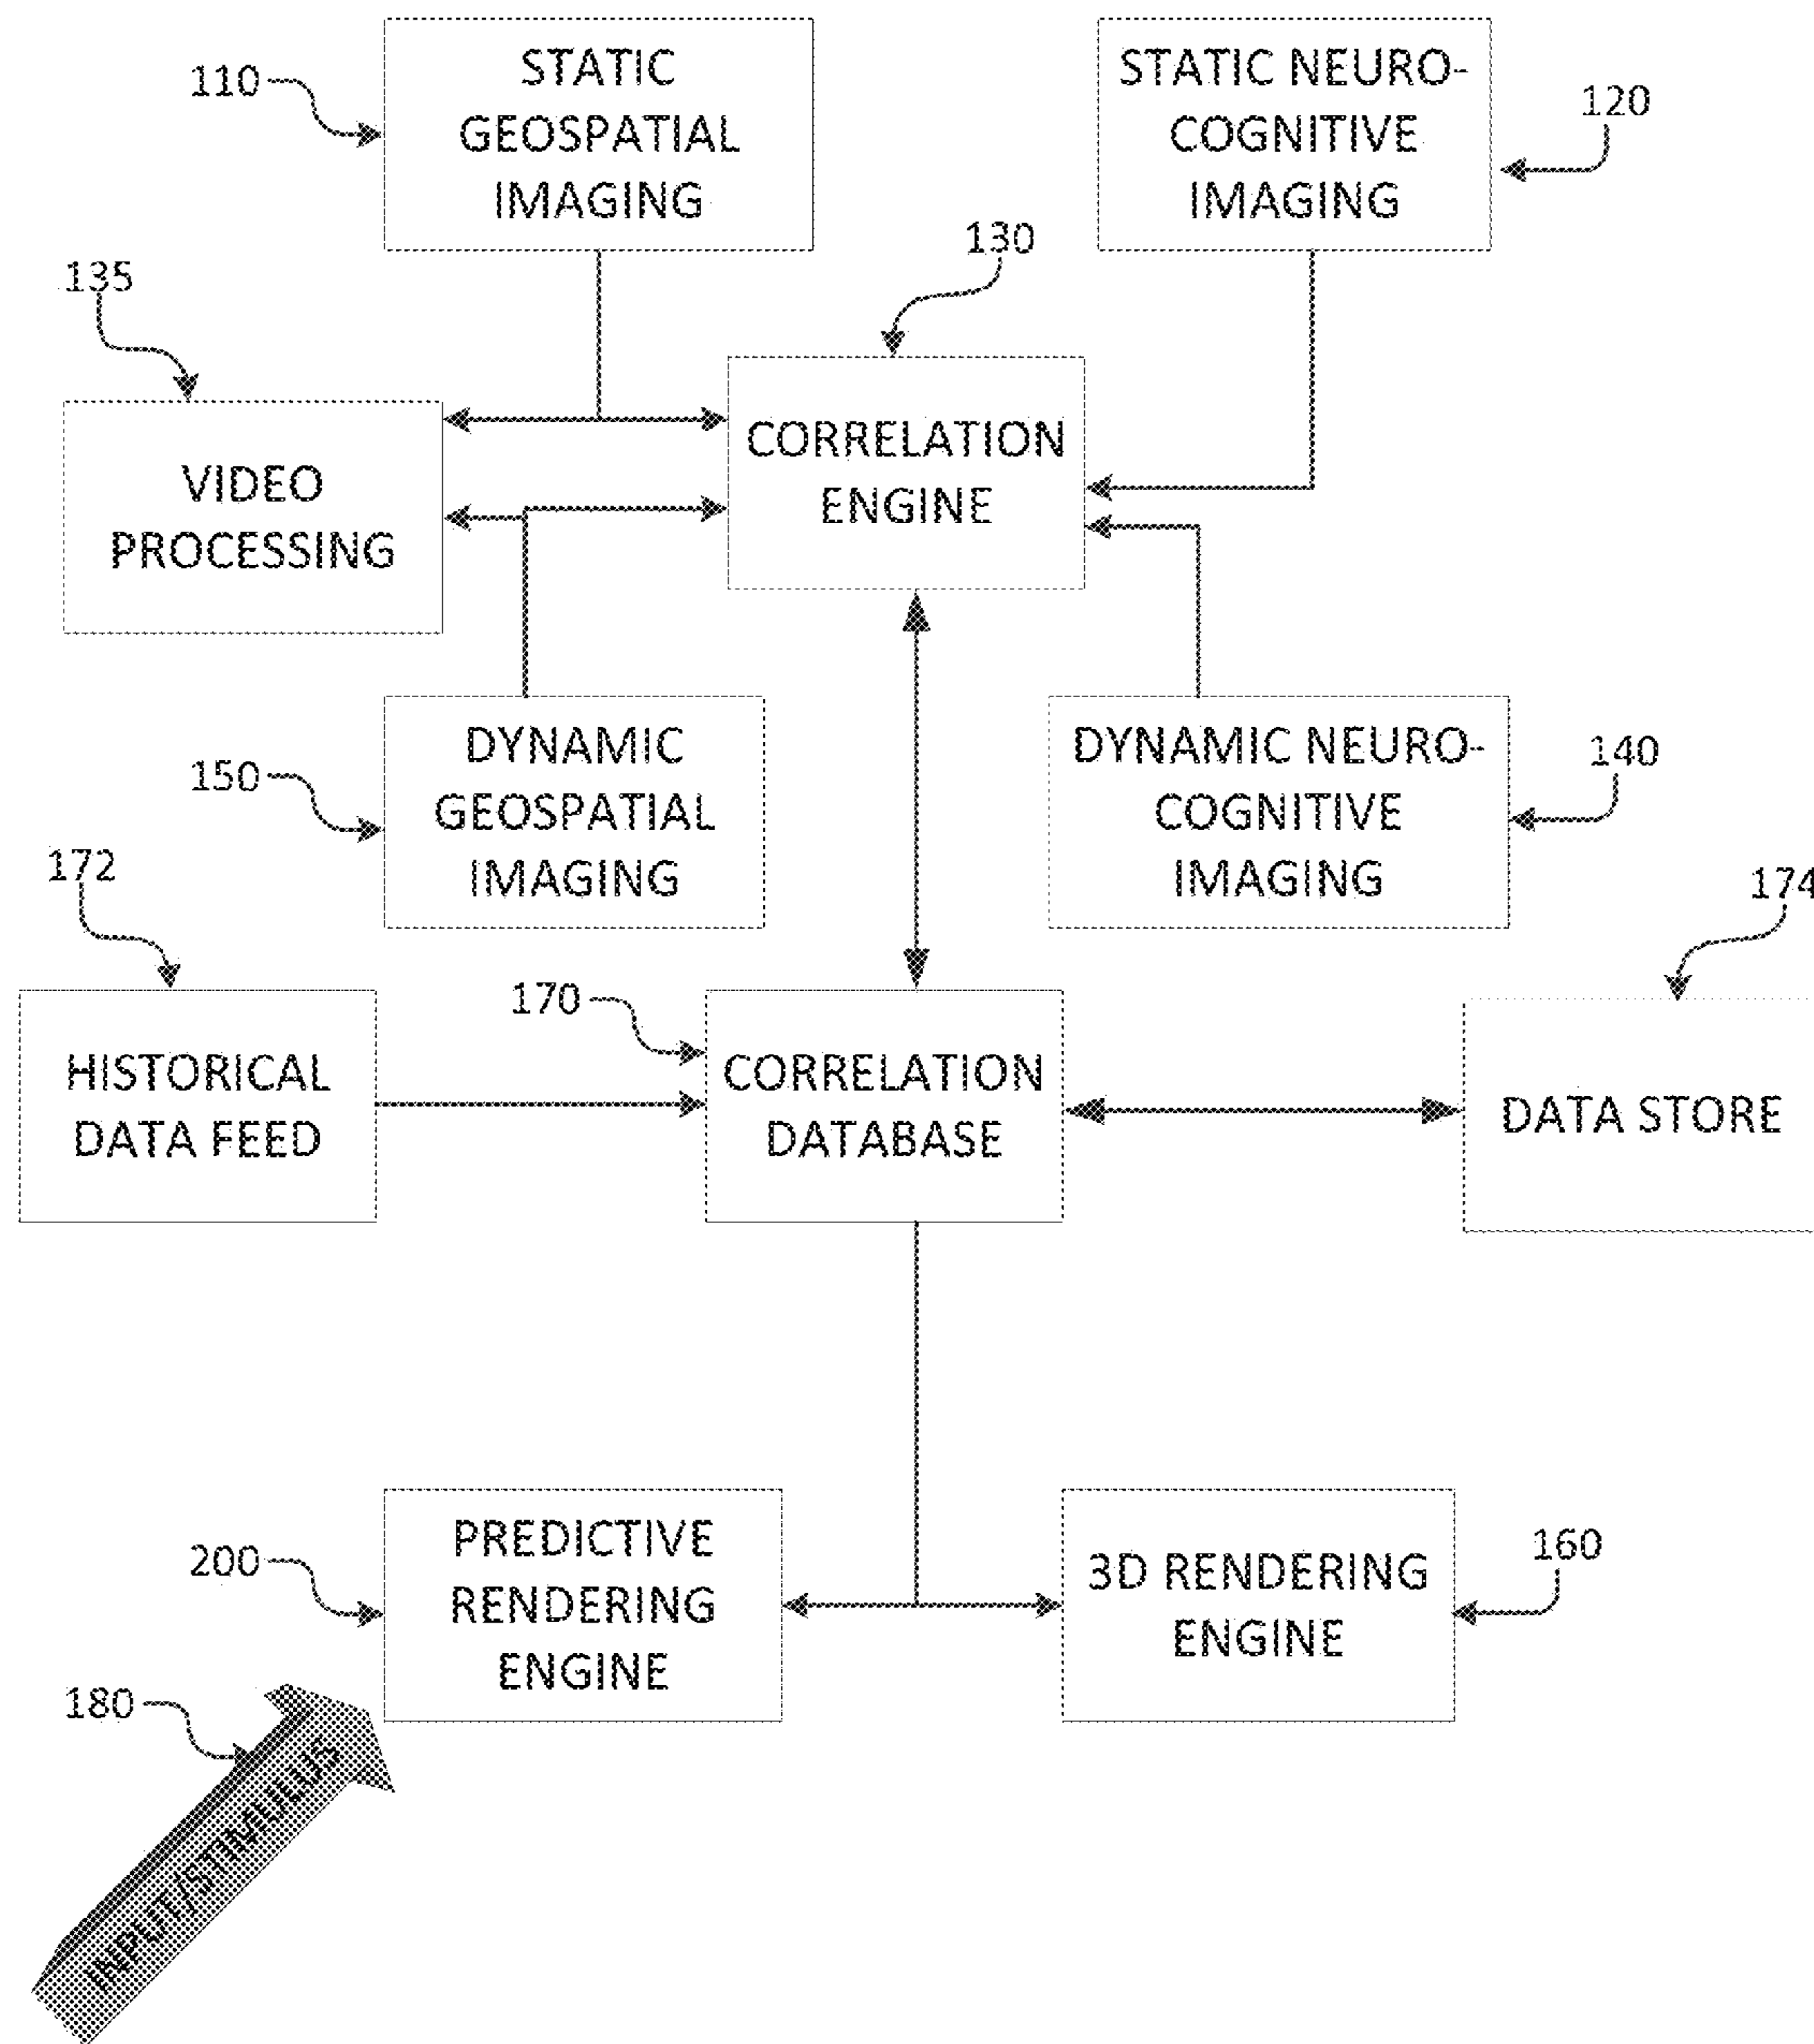 STATIC
GEOSPATIAL
IMAGING
110
STATIC NEURO-
COGNITIVE
IMAGING
120
130
135
VIDEO
PROCESSING
CORRELATION
ENGINE
DYNAMIC
GEOSPATIAL
IMAGING
150
DYNAMIC NEURO-
COGNITIVE
IMAGING
140
172
174
170
HISTORICAL
DATA FEED
CORRELATION
DATABASE
DATA STORE
PREDICTIVE
RENDERING
ENGINE
200
3D RENDERING
ENGINE
160
180
INPUT/STIMULUS